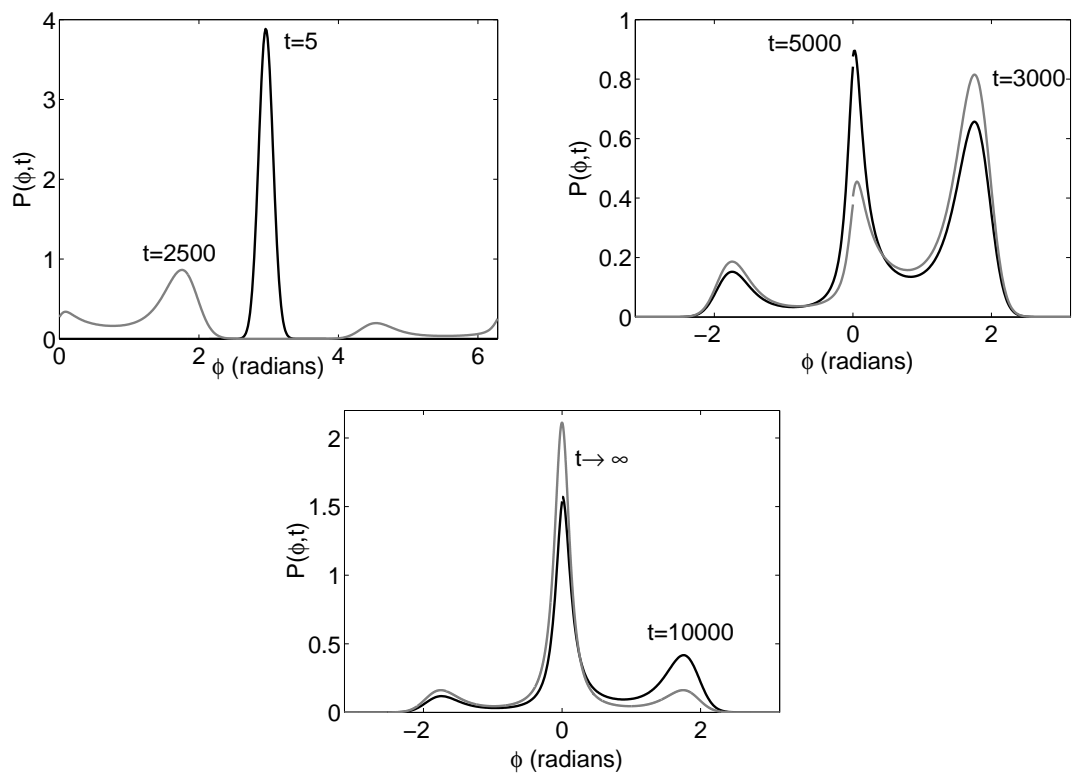 4
3
2
1
0
P(ϕ,t)
t=5
t=2500
0
2
4
6
ϕ (radians)
1
0.8
0.6
0.4
0.2
0
P(ϕ,t)
t=5000
t=3000
−2
0
2
ϕ (radians)
2
1.5
1
0.5
0
P(ϕ,t)
t→ ∞
t=10000
−2
0
2
ϕ (radians)